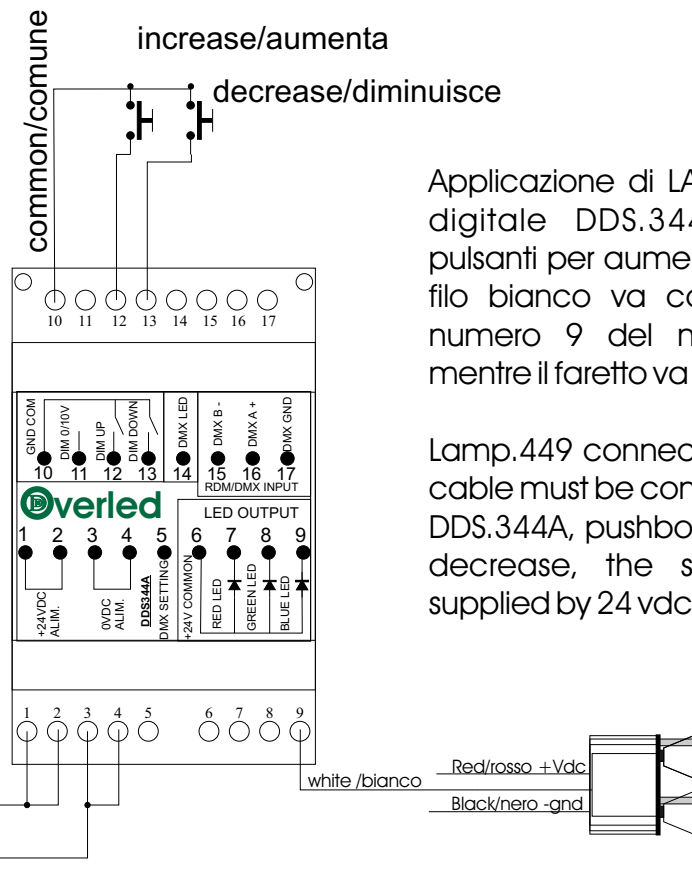 common/comune
increase/aumenta
decrease/diminuisce
Applicazione di LA
digitale DDS.344
pulsanti per aume
filo bianco va co
numero 9 del n
mentre il faretto va
Lamp.449 connec
cable must be con
DDS.344A, pushbo
decrease, the s
supplied by 24 vdc
10 11 12 13 14 15 16 17
GND COM
DIM 0/10V
DIM UP
DIM DOWN
DMX LED
DMX B -
DMX A +
DMX GND
10 11 12 13 14 15 16 17
RDM/DMX INPUT
Overled
LED OUTPUT
1 2 3 4 5 6 7 8 9
+24VDC
ALIM.
0VDC
ALIM.
DDS344A
DMX SETTING
+24V COMMON
RED LED
GREEN LED
BLUE LED
1 2 3 4 5 6 7 8 9
white /bianco
Red/rosso +Vdc
Black/nero -gnd